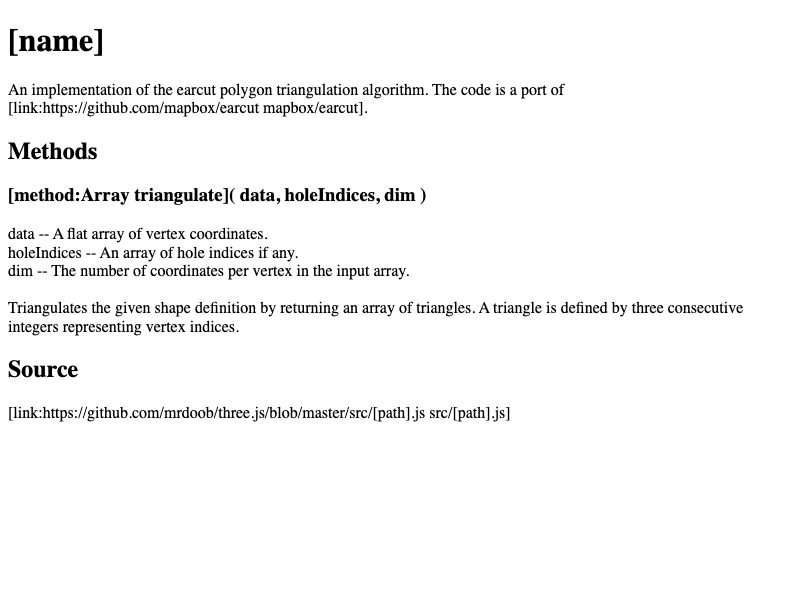 [name]
An implementation of the earcut polygon triangulation algorithm. The code is a port of
[link:https://github.com/mapbox/earcut mapbox/earcut].
Methods
[method:Array triangulate]( data, holeIndices, dim )
data -- A flat array of vertex coordinates.
holeIndices -- An array of hole indices if any.
dim -- The number of coordinates per vertex in the input array.
Triangulates the given shape definition by returning an array of triangles. A triangle is defined by three consecutive
integers representing vertex indices.
Source
[link:https://github.com/mrdoob/three.js/blob/master/src/[path].js src/[path].js]